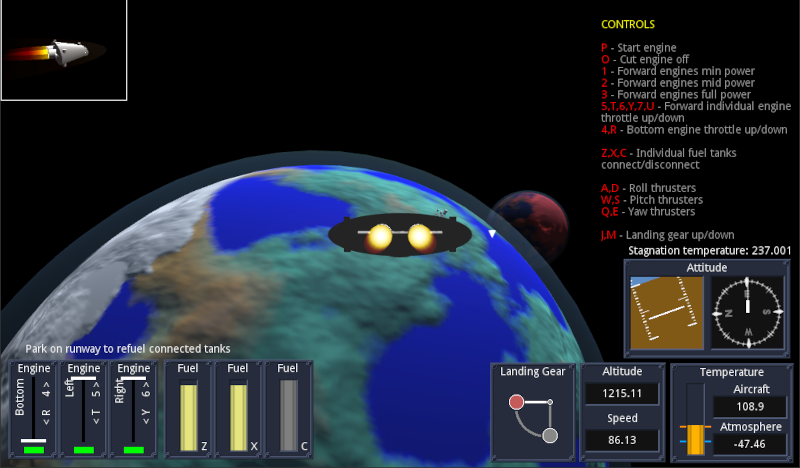 CONTROLS
P - Start engine
O - Cut engine off
1 - Forward engines min power
2 - Forward engines mid power
3 - Forward engines full power
5,T,6,Y,7,U - Forward individual engine
throttle up/down
4,R - Bottom engine throttle up/down
Z,X,C - Individual fuel tanks
connect/disconnect
A,D - Roll thrusters
W,S - Pitch thrusters
Q,E - Yaw thrusters
J,M - Landing gear up/down
Stagnation temperature: 237.001
Attitude
W
Park on runway to refuel connected tanks
Engine
Bottom
< R 4 >
Engine
Left
< T 5 >
Engine
Right
< Y 6 >
Fuel
Z
Fuel
X
Fuel
C
Landing Gear
Altitude
1215.11
Speed
86.13
Temperature
Aircraft
108.9
Atmosphere
-47.46